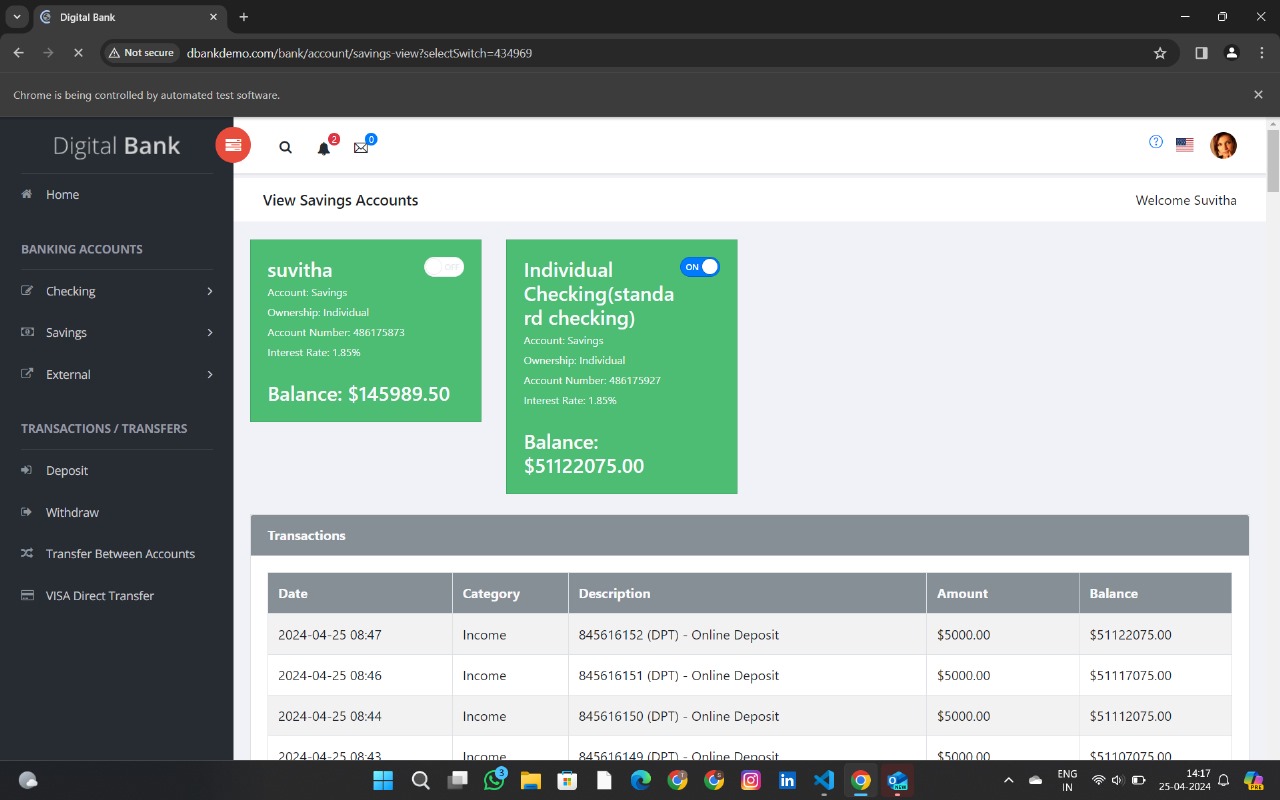 Digital Bank
Not secure
dbankdemo.com/bank/account/savings-view?selectSwitch=434969
Chrome is being controlled by automated test software.
Digital Bank
2
0
Home
BANKING ACCOUNTS
Checking
Savings
External
TRANSACTIONS / TRANSFERS
Deposit
Withdraw
Transfer Between Accounts
VISA Direct Transfer
View Savings Accounts
Welcome Suvitha
suvitha
OFF
Account: Savings
Ownership: Individual
Account Number: 486175873
Interest Rate: 1.85%
Balance: $145989.50
Individual
Checking(standa
rd checking)
ON
Account: Savings
Ownership: Individual
Account Number: 486175927
Interest Rate: 1.85%
Balance:
$51122075.00
Transactions
Date Category Description Amount Balance
2024-04-25 08:47 Income 845616152 (DPT) - Online Deposit $5000.00 $51122075.00
2024-04-25 08:46 Income 845616151 (DPT) - Online Deposit $5000.00 $51117075.00
2024-04-25 08:44 Income 845616150 (DPT) - Online Deposit $5000.00 $51112075.00
2024-04-25 08:43 Income 845616149 (DPT) - Online Deposit $5000.00 $51107075.00
3
NEW
ENG
IN
14:17
25-04-2024
PRE